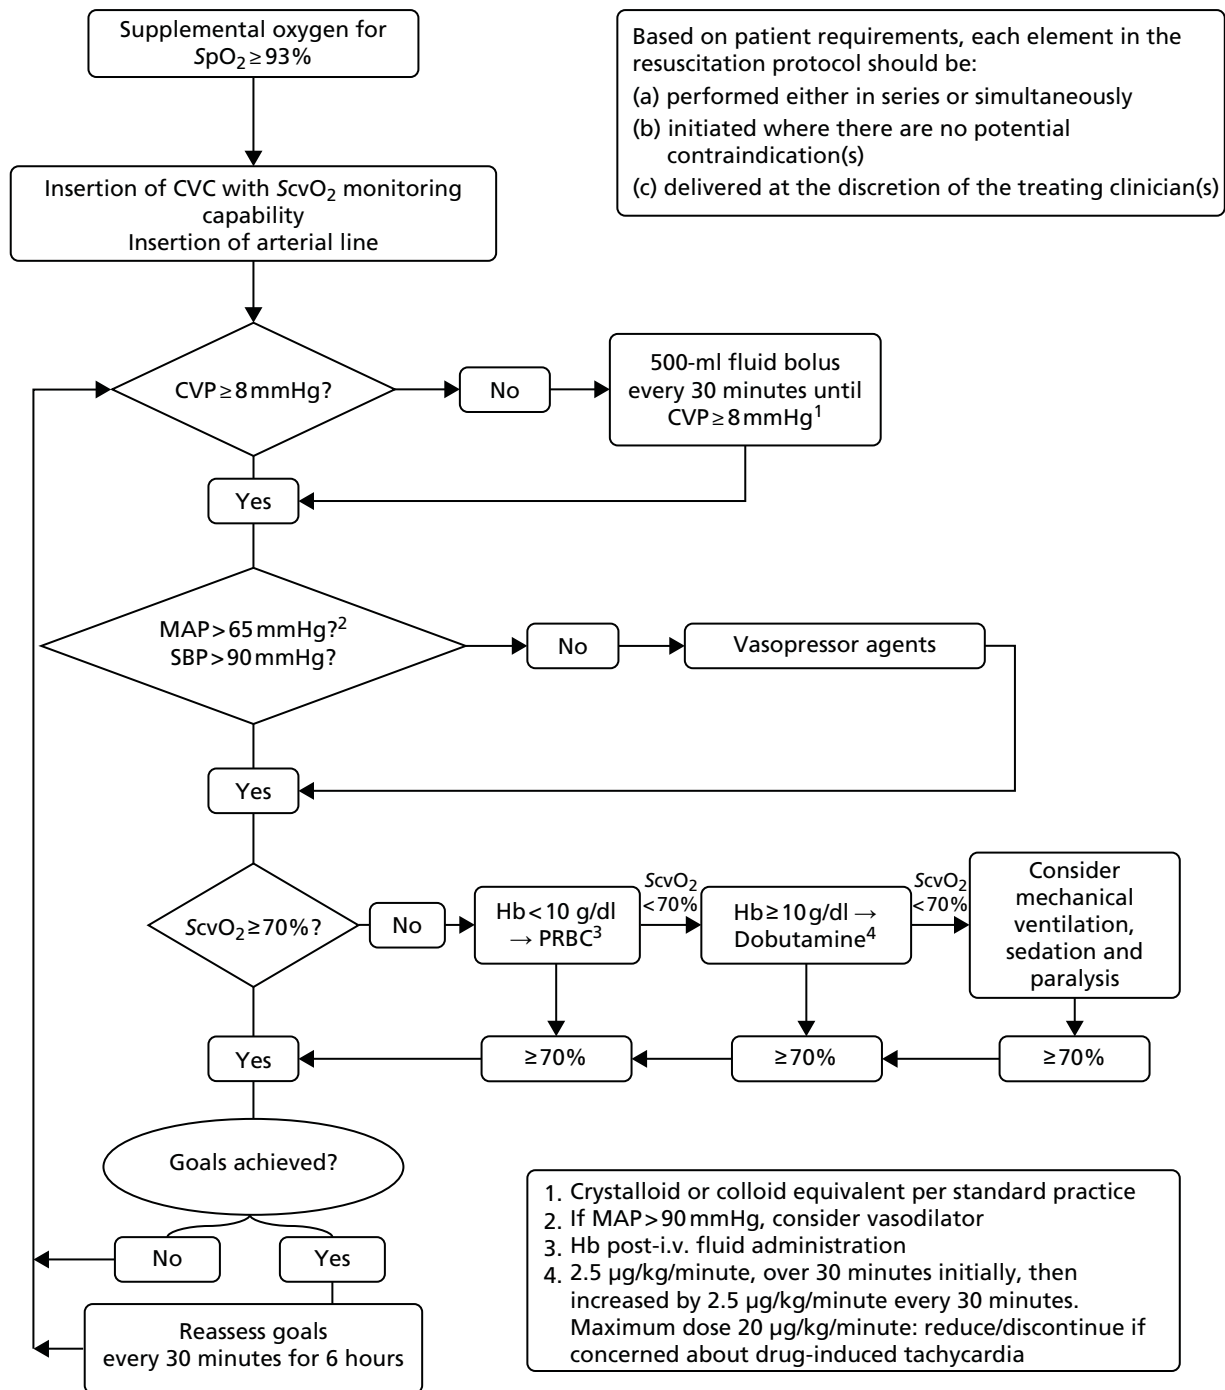 Supplemental oxygen for
SpO₂ ≥ 93%
Based on patient requirements, each element in the
resuscitation protocol should be:
(a) performed either in series or simultaneously
(b) initiated where there are no potential
contraindication(s)
(c) delivered at the discretion of the treating clinician(s)
Insertion of CVC with ScvO₂ monitoring
capability
Insertion of arterial line
CVP ≥ 8 mmHg?
No
500-ml fluid bolus
every 30 minutes until
CVP ≥ 8 mmHg¹
Yes
MAP > 65 mmHg?²
SBP > 90 mmHg?
No
Vasopressor agents
Yes
ScvO₂ ≥ 70%?
No
Hb < 10 g/dl
→ PRBC³
ScvO₂
< 70%
Hb ≥ 10 g/dl →
Dobutamine⁴
ScvO₂
< 70%
Consider
mechanical
ventilation,
sedation and
paralysis
Yes
≥ 70%
≥ 70%
≥ 70%
Goals achieved?
No
Yes
Reassess goals
every 30 minutes for 6 hours
1. Crystalloid or colloid equivalent per standard practice
2. If MAP > 90 mmHg, consider vasodilator
3. Hb post-i.v. fluid administration
4. 2.5 µg/kg/minute, over 30 minutes initially, then
increased by 2.5 µg/kg/minute every 30 minutes.
Maximum dose 20 µg/kg/minute: reduce/discontinue if
concerned about drug-induced tachycardia